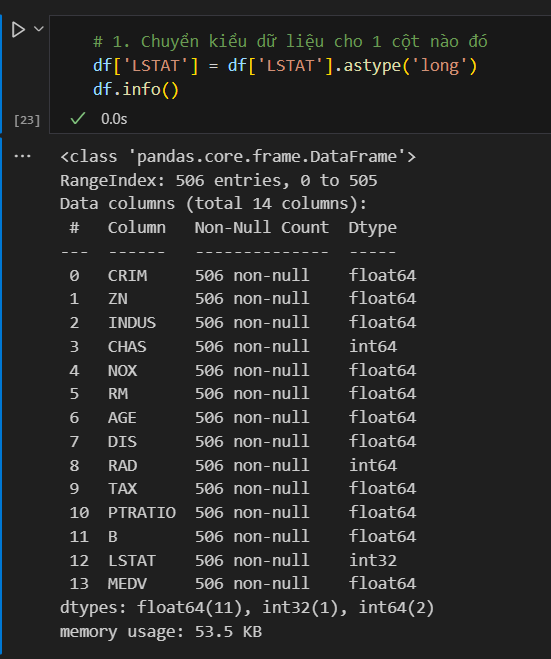 # 1. Chuyển kiểu dữ liệu cho 1 cột nào đó
df['LSTAT'] = df['LSTAT'].astype('long')
df.info()
[23] 0.0s
<class 'pandas.core.frame.DataFrame'>
RangeIndex: 506 entries, 0 to 505
Data columns (total 14 columns):
 #   Column   Non-Null Count  Dtype
---  ------   --------------  -----
 0   CRIM     506 non-null    float64
 1   ZN       506 non-null    float64
 2   INDUS    506 non-null    float64
 3   CHAS     506 non-null    int64
 4   NOX      506 non-null    float64
 5   RM       506 non-null    float64
 6   AGE      506 non-null    float64
 7   DIS      506 non-null    float64
 8   RAD      506 non-null    int64
 9   TAX      506 non-null    float64
 10  PTRATIO  506 non-null    float64
 11  B        506 non-null    float64
 12  LSTAT    506 non-null    int32
 13  MEDV     506 non-null    float64
dtypes: float64(11), int32(1), int64(2)
memory usage: 53.5 KB